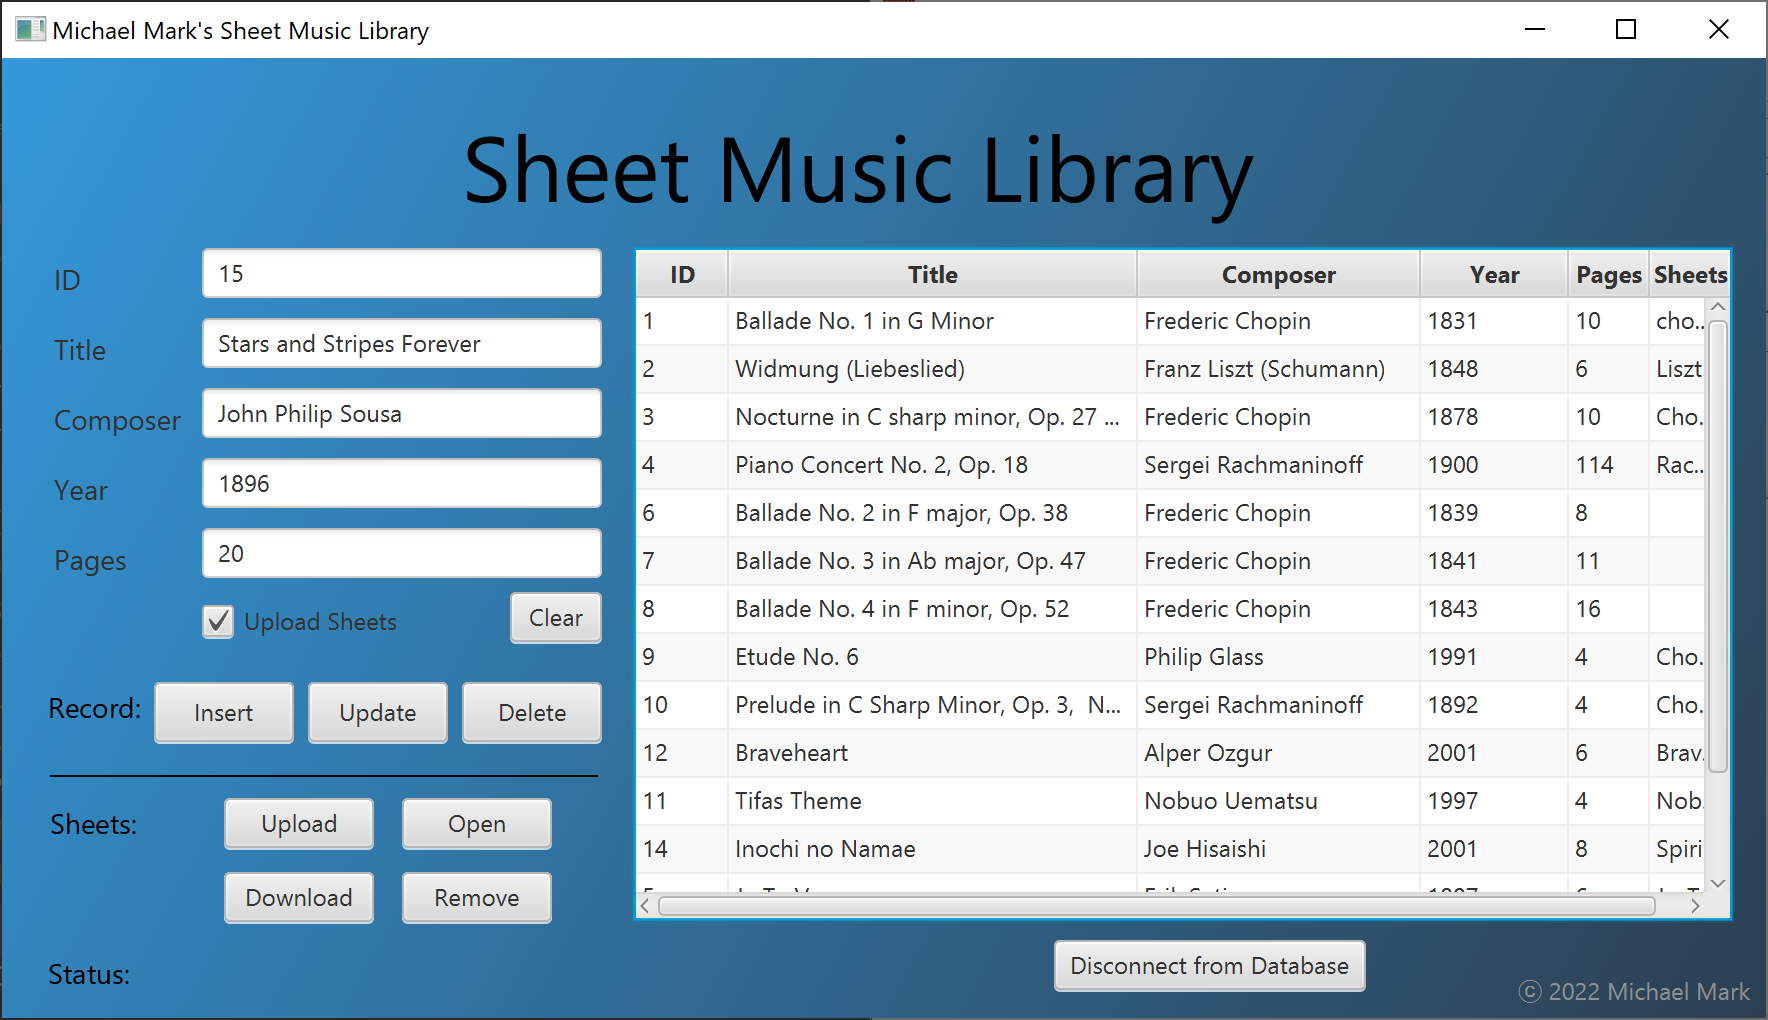 Michael Mark's Sheet Music Library
Sheet Music Library
ID 15
Title Stars and Stripes Forever
Composer John Philip Sousa
Year 1896
Pages 20
Upload Sheets Clear
Record: Insert Update Delete
Sheets: Upload Open
Download Remove
Status:
ID Title Composer Year Pages Sheets
1 Ballade No. 1 in G Minor Frederic Chopin 1831 10 cho...
2 Widmung (Liebeslied) Franz Liszt (Schumann) 1848 6 Liszt
3 Nocturne in C sharp minor, Op. 27 ... Frederic Chopin 1878 10 Cho...
4 Piano Concert No. 2, Op. 18 Sergei Rachmaninoff 1900 114 Rac...
6 Ballade No. 2 in F major, Op. 38 Frederic Chopin 1839 8
7 Ballade No. 3 in Ab major, Op. 47 Frederic Chopin 1841 11
8 Ballade No. 4 in F minor, Op. 52 Frederic Chopin 1843 16
9 Etude No. 6 Philip Glass 1991 4 Cho...
10 Prelude in C Sharp Minor, Op. 3,  N... Sergei Rachmaninoff 1892 4 Cho...
12 Braveheart Alper Ozgur 2001 6 Brav
11 Tifas Theme Nobuo Uematsu 1997 4 Nob
14 Inochi no Namae Joe Hisaishi 2001 8 Spiri
Disconnect from Database
© 2022 Michael Mark